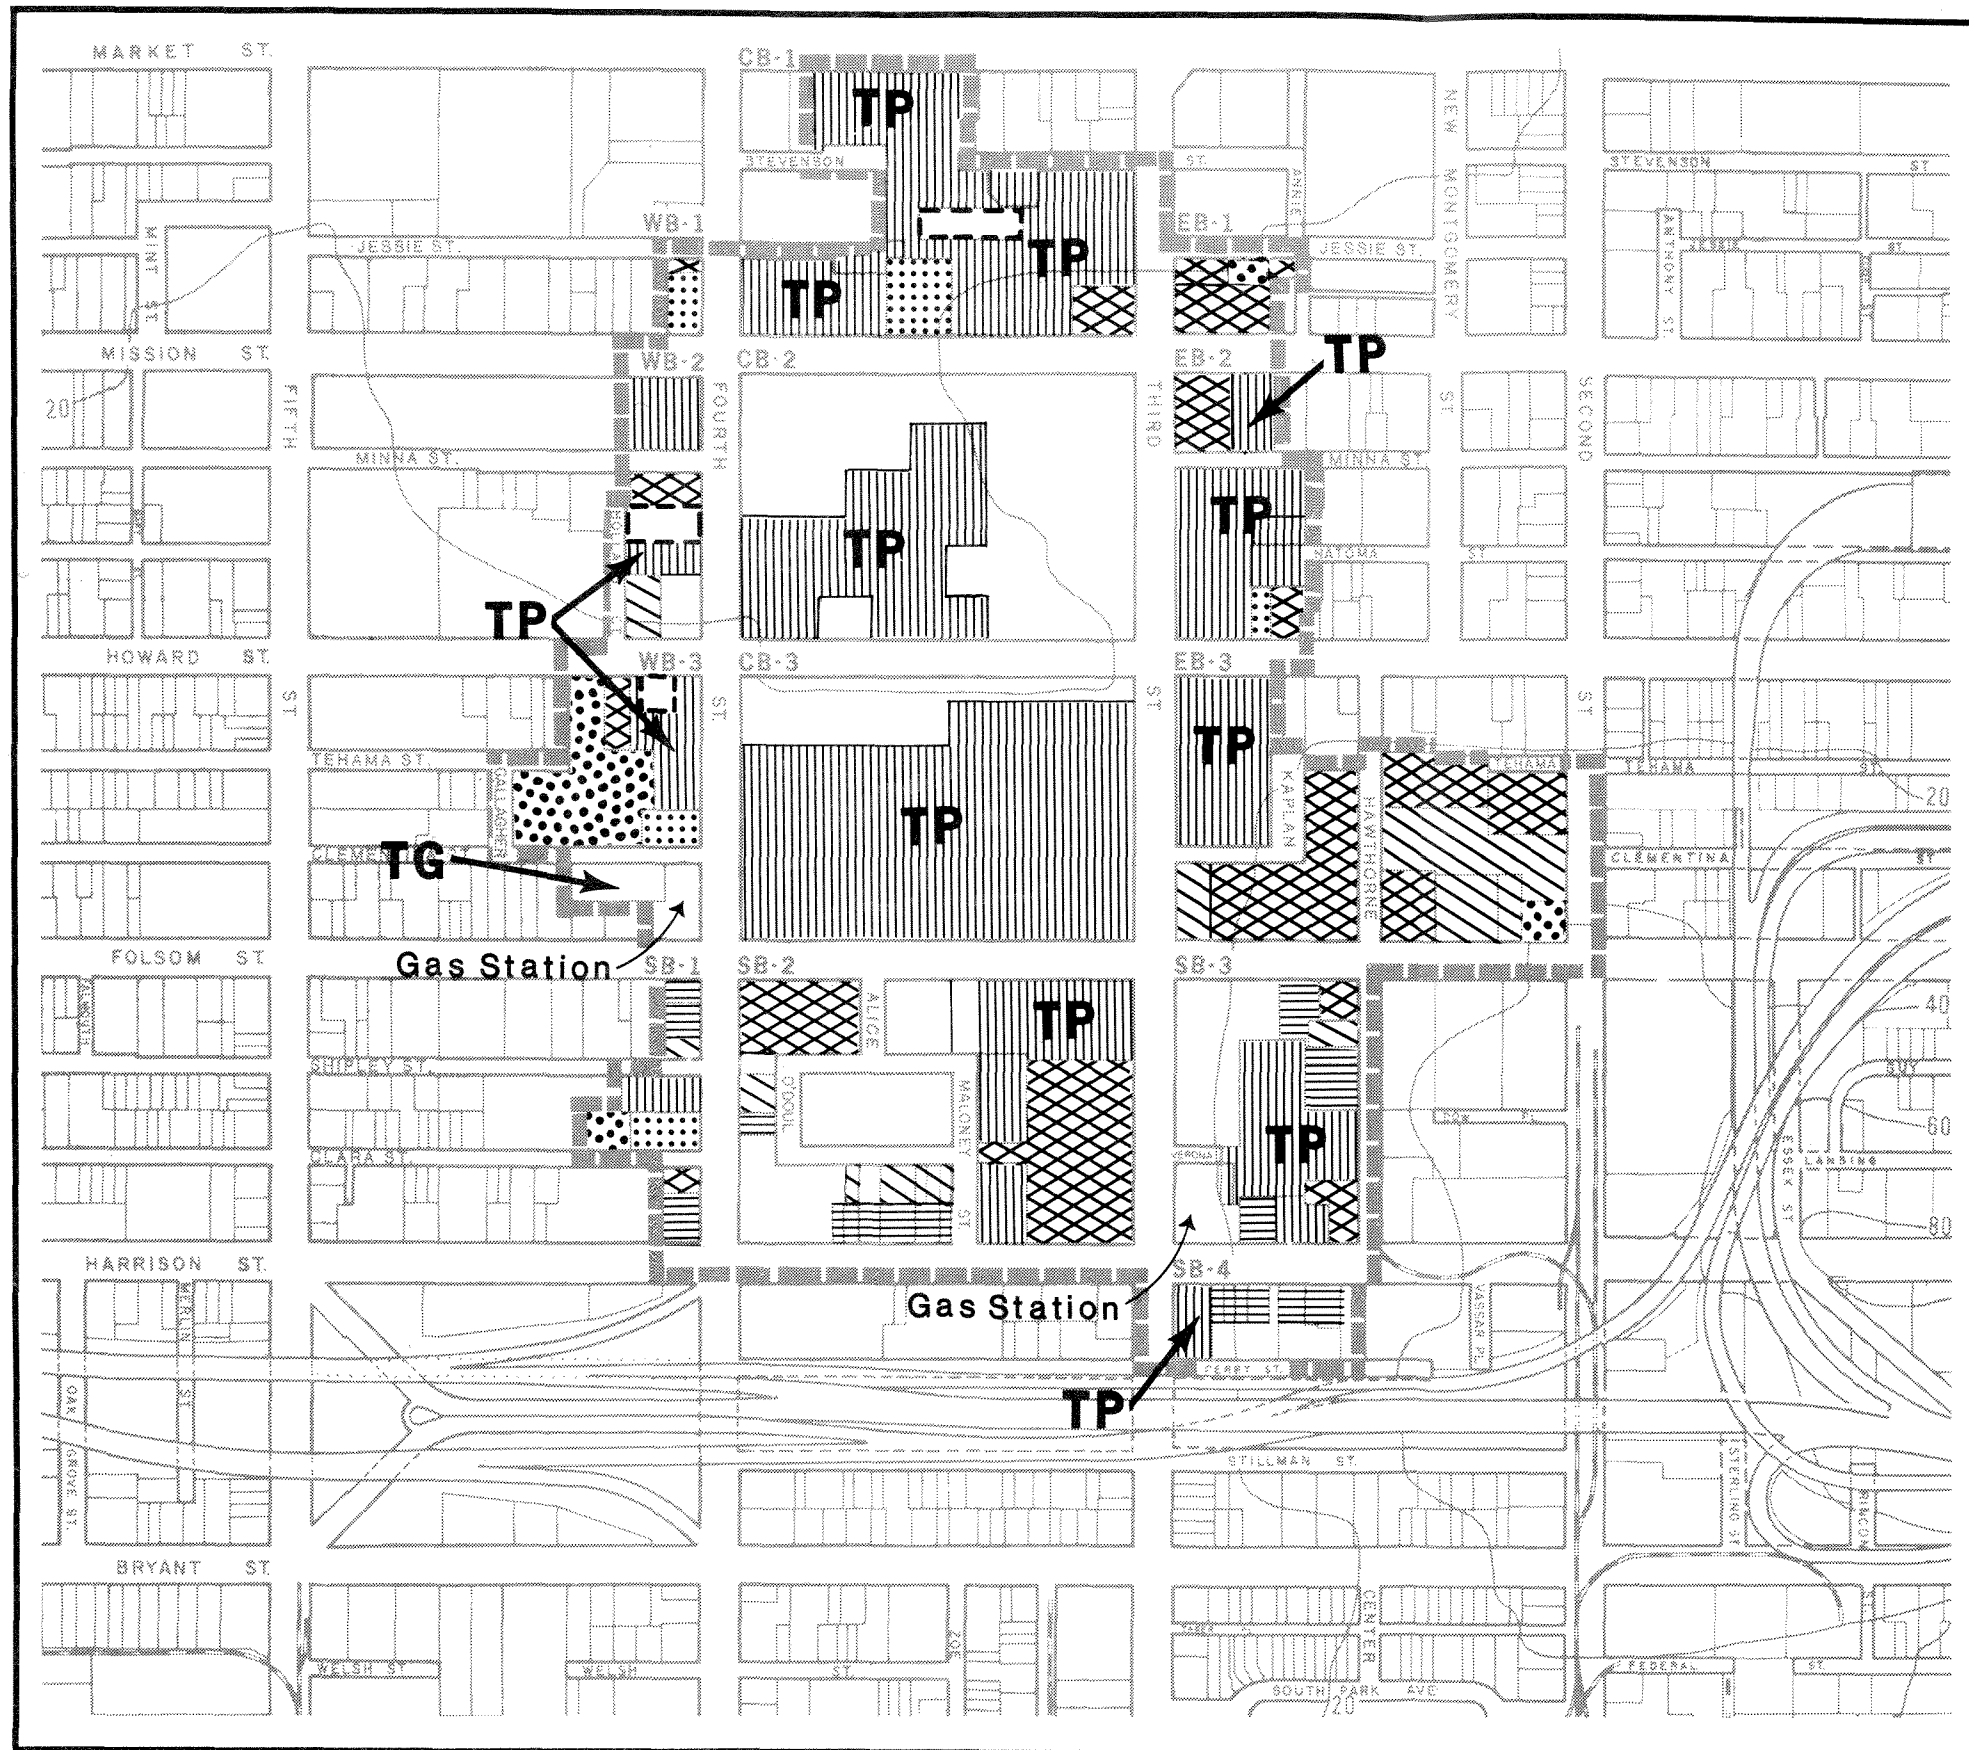 MARKET ST.
CB-1
TP
STEVENSON ST.
STEVENSON ST.
NEW MONTGOMERY ST
ANNIE
MINT ST.
WB-1
EB-1
JESSIE ST.
JESSIE ST.
JESSIE ST.
ANTHONY ST.
TP
TP
MISSION ST.
WB-2
CB-2
EB-2
TP
20
FIFTH ST
FOURTH ST.
THIRD ST
SECOND ST
MINNA ST.
MINNA ST.
TP
TP
NATOMA ST
TP
HOWARD ST.
WB-3
CB-3
EB-3
TP
TEHAMA ST.
TEHAMA
TEHAMA ST.
GALLAGHER
KAPLAN
HAWTHORNE
20
TP
TG
CLEMENTINA ST
Gas Station
FOLSOM ST.
SB-1
SB-2
SB-3
FALMOUTH
ALICE
TP
40
SHIPLEY ST.
O'DOUL
MALONEY ST.
GUY
60
TP
CLARA ST.
VERONA
LANSING
ESSEX ST
80
HARRISON ST.
SB-4
Gas Station
MERLIN ST
VASSAR PL.
PERRY ST.
TP
OAK GROVE ST.
STILLMAN ST.
STERLING ST
RINCON
BRYANT ST.
CENTER
ZOE
WELSH ST
WELSH ST.
FEDERAL ST.
SOUTH PARK AVE
20